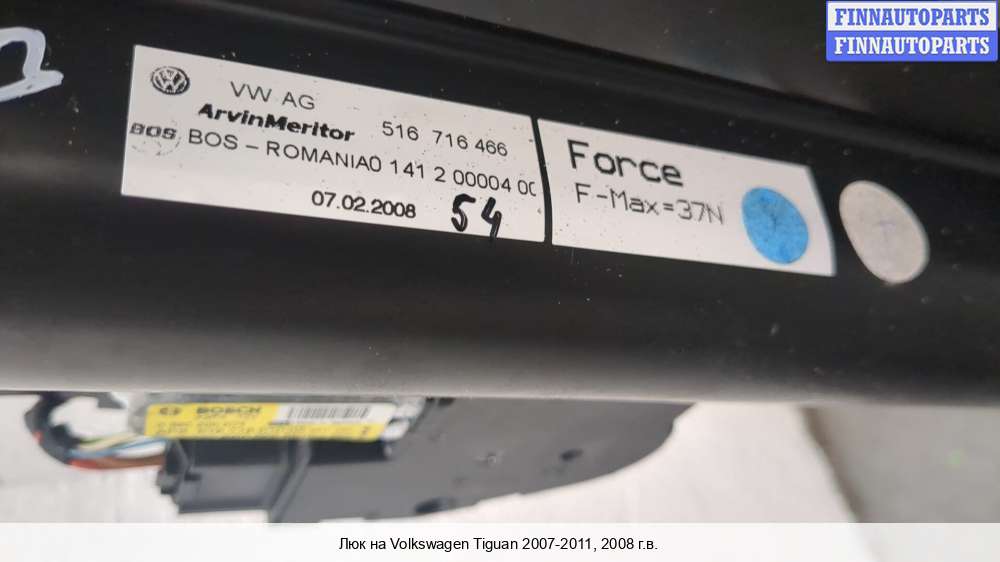 FINNAUTOPARTS
FINNAUTOPARTS
VW AG
ArvinMeritor 516 716 466
BOS BOS - ROMANIA0 141 2 00004 00
07.02.2008 54
Force
F-Max=37N
BOSCH
Люк на Volkswagen Tiguan 2007-2011, 2008 г.в.